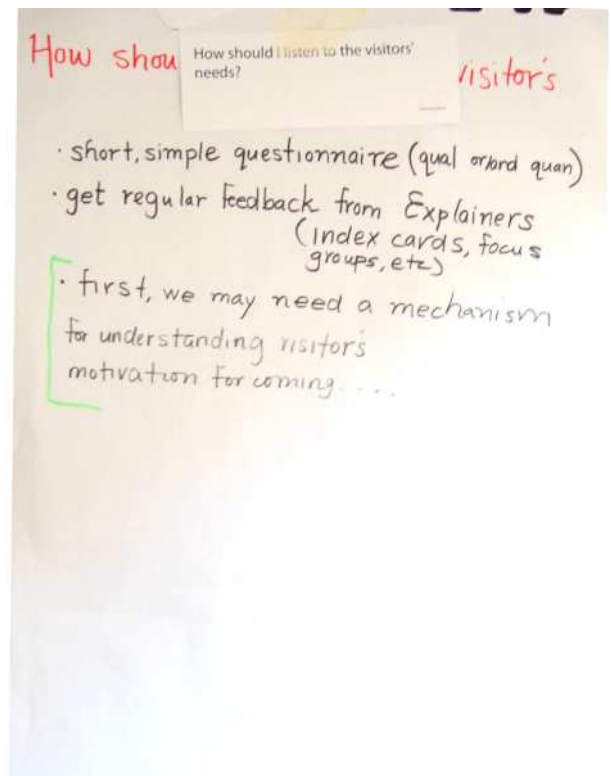 How shou visitor's
How should I listen to the visitors'
needs?
· short, simple questionnaire (qual or/and quan)
· get regular feedback from Explainers
(index cards, focus
groups, etc)
· first, we may need a mechanism
for understanding visitor's
motivation for coming....